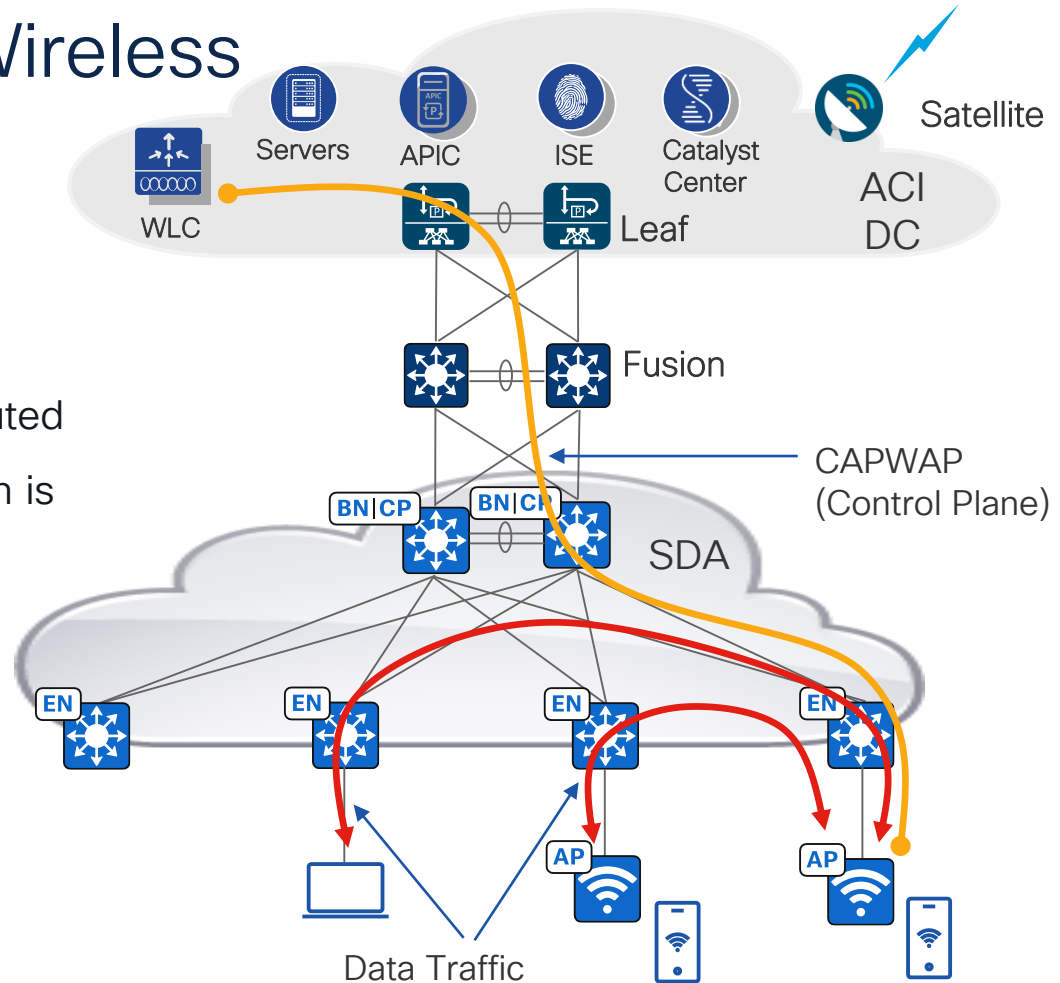 Wireless
Satellite
Servers
APIC
APIC
P
ISE
Catalyst
Center
WLC
ACI
DC
P
P
Leaf
Fusion
uted
n is
CAPWAP
(Control Plane)
BN|CP
BN|CP
SDA
EN
EN
EN
EN
AP
AP
Data Traffic